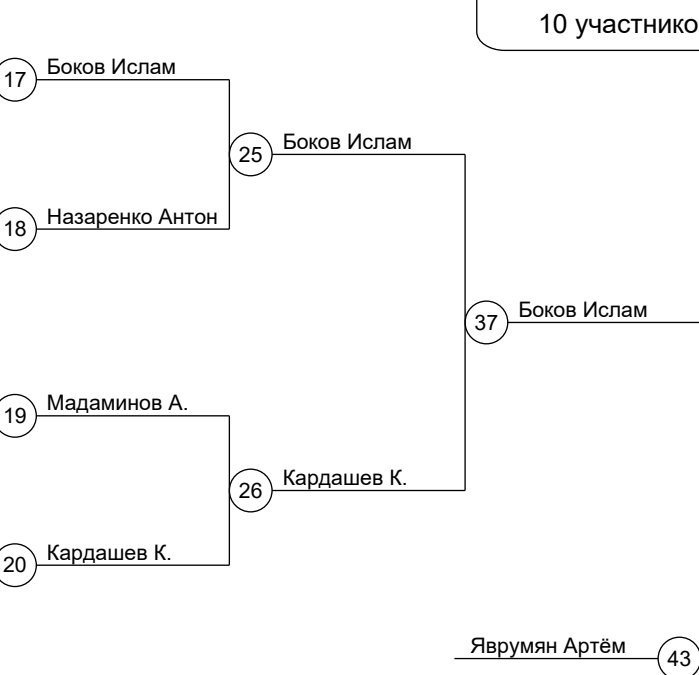 10 участнико
17 Боков Ислам
25 Боков Ислам
18 Назаренко Антон
37 Боков Ислам
19 Мадаминов А.
26 Кардашев К.
20 Кардашев К.
Яврумян Артём 43